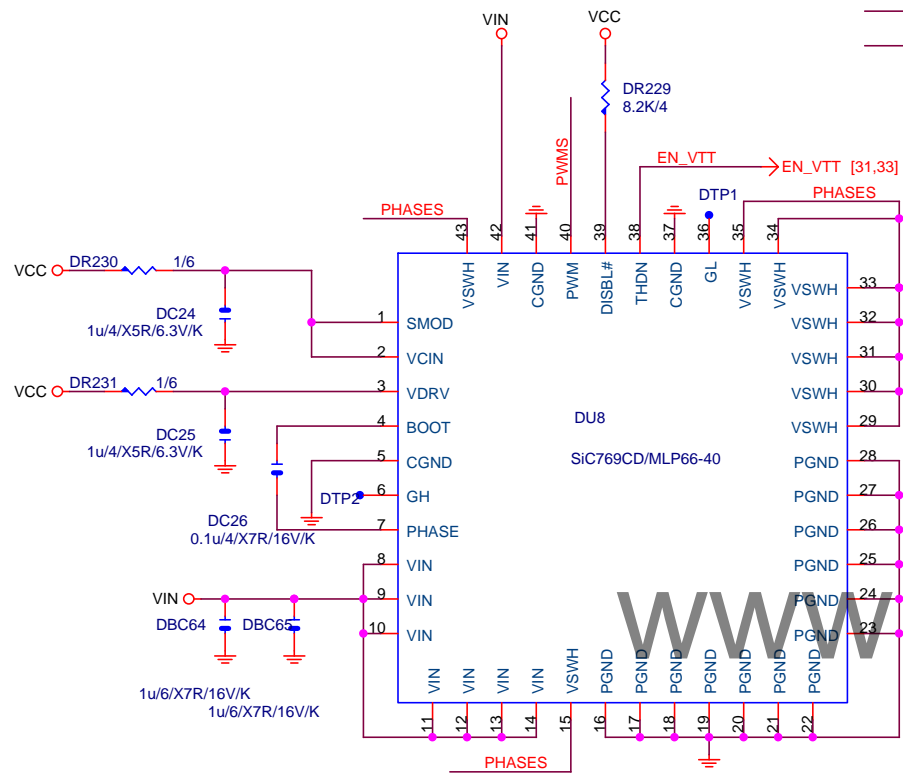 VIN
VCC
DR229
8.2K/4
PWMS
EN_VTT
EN_VTT [31,33]
DTP1
PHASES
PHASES
43
42
41
40
39
38
37
36
35
34
VSWH
VIN
CGND
PWM
DISBL#
THDN
CGND
GL
VSWH
VSWH
VCC
DR230
1/6
DC24
1u/4/X5R/6.3V/K
1
SMOD
2
VCIN
VCC
DR231
1/6
3
VDRV
DC25
1u/4/X5R/6.3V/K
4
BOOT
5
CGND
DTP2
6
GH
DC26
0.1u/4/X7R/16V/K
7
PHASE
8
VIN
VIN
9
VIN
10
VIN
DBC64
DBC65
1u/6/X7R/16V/K
1u/6/X7R/16V/K
DU8
SiC769CD/MLP66-40
VSWH
33
VSWH
32
VSWH
31
VSWH
30
VSWH
29
PGND
28
PGND
27
PGND
26
PGND
25
PGND
24
PGND
23
www
VIN
VIN
VIN
VIN
VSWH
PGND
PGND
PGND
PGND
PGND
PGND
PGND
11
12
13
14
15
16
17
18
19
20
21
22
PHASES